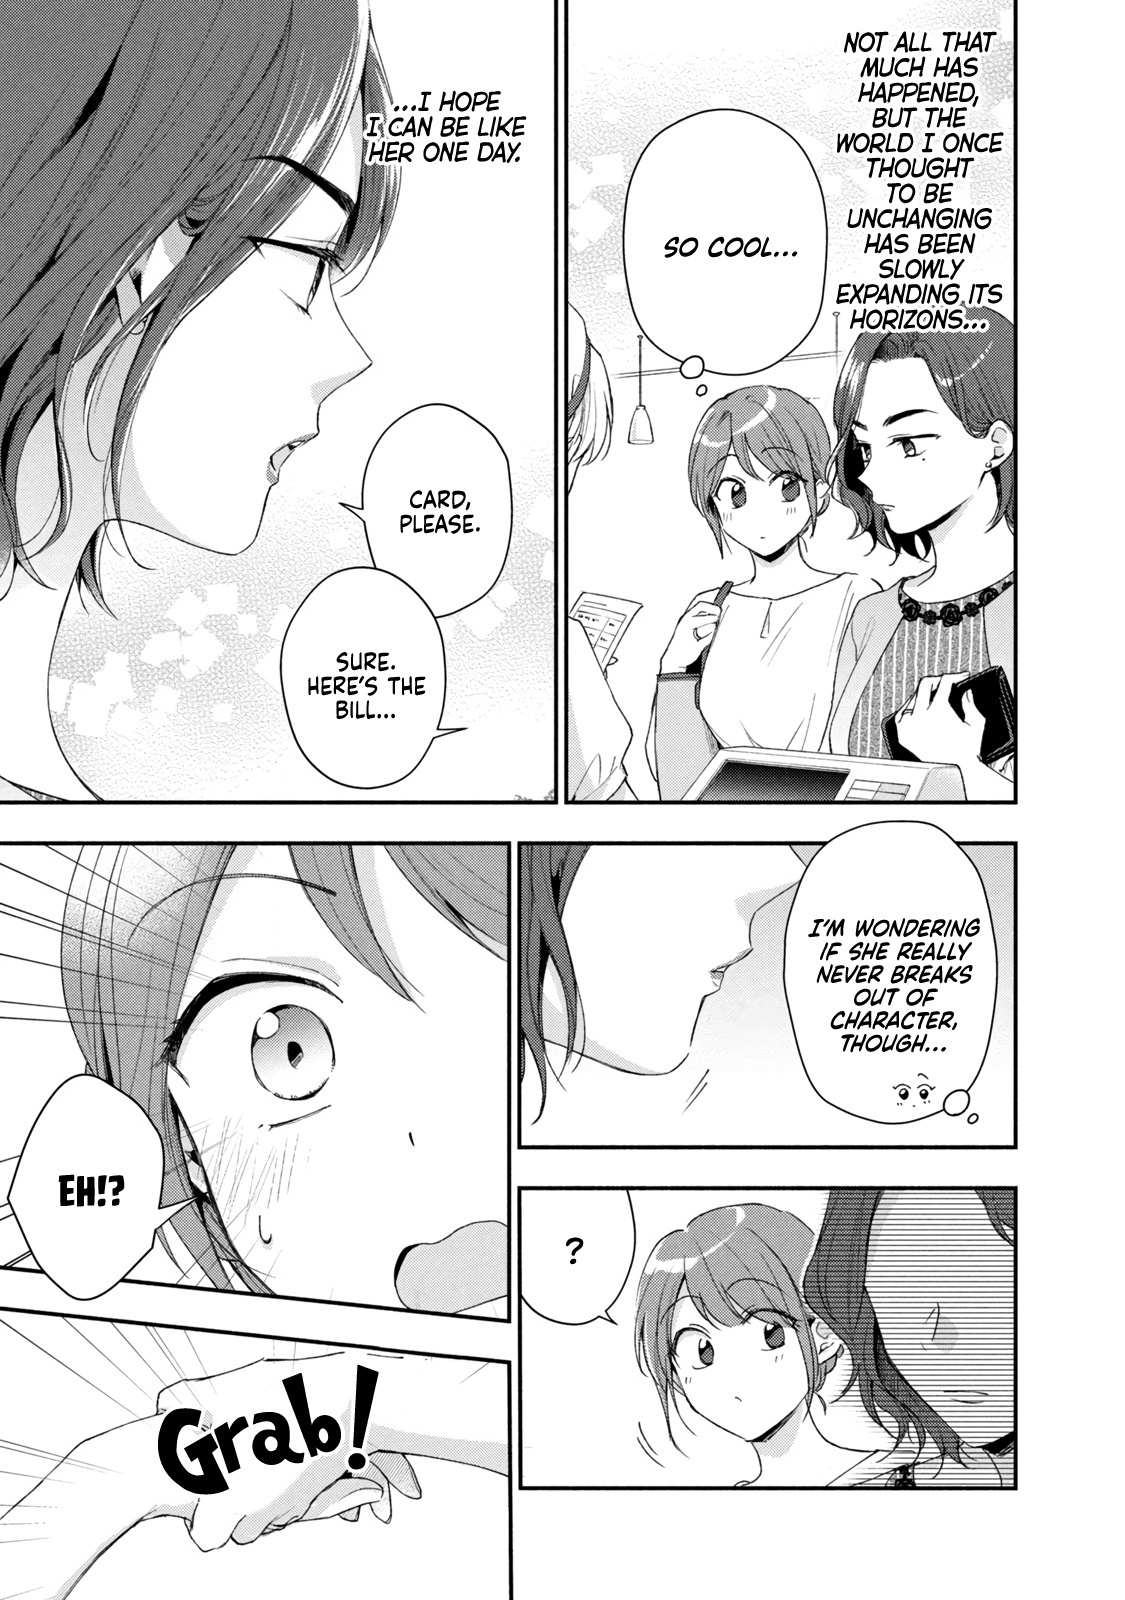 NOT ALL THAT
MUCH HAS
HAPPENED,
BUT THE
WORLD I ONCE
THOUGHT
TO BE
UNCHANGING
HAS BEEN
SLOWLY
EXPANDING ITS
HORIZONS...
SO COOL...
...I HOPE
I CAN BE LIKE
HER ONE DAY.
CARD,
PLEASE.
SURE.
HERE'S THE
BILL...
I'M WONDERING
IF SHE REALLY
NEVER BREAKS
OUT OF
CHARACTER,
THOUGH...
?
EH!?
Grab!